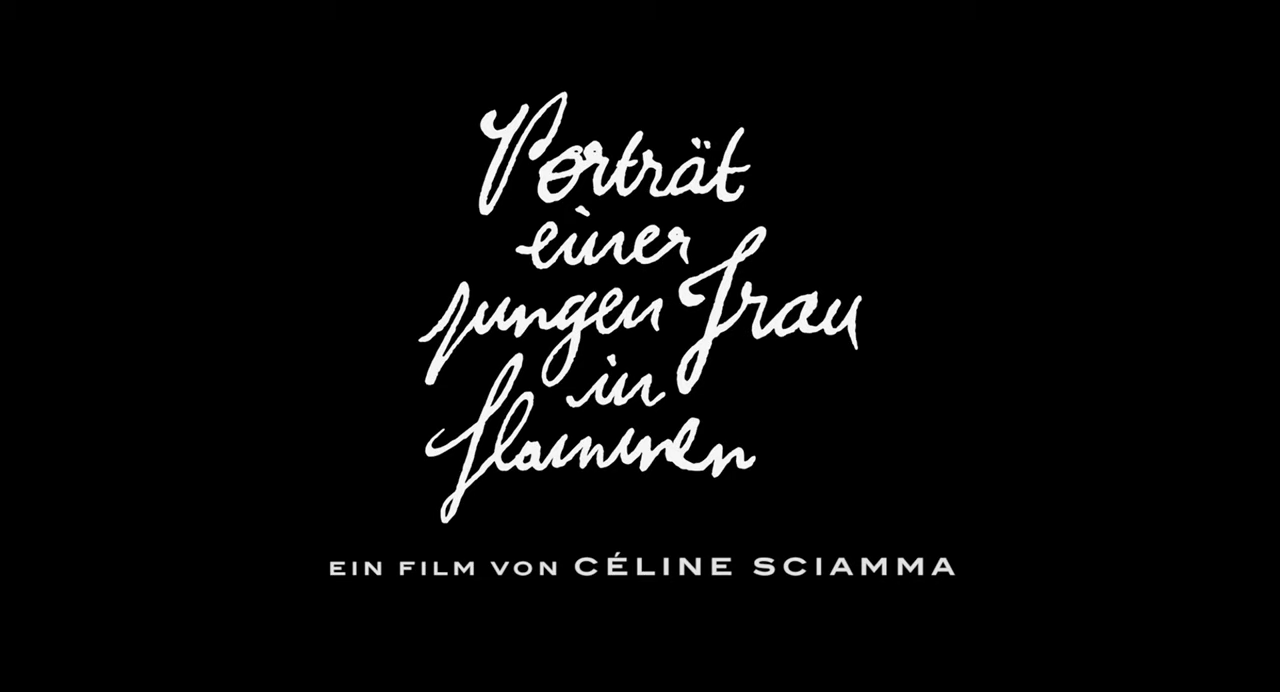 Porträt
einer
jungen Frau
in
Flammen
EIN FILM VON CÉLINE SCIAMMA